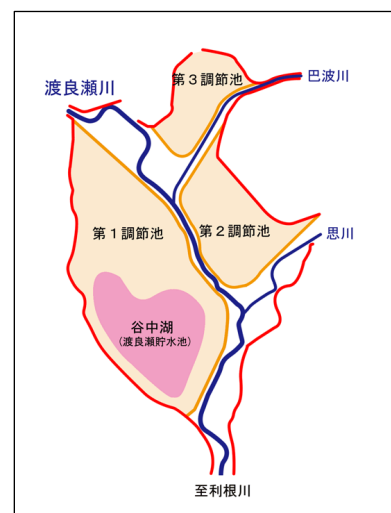 第３調節池
巴波川
渡良瀬川
第１調節池
第２調節池
思川
谷中湖
(渡良瀬貯水池)
至利根川